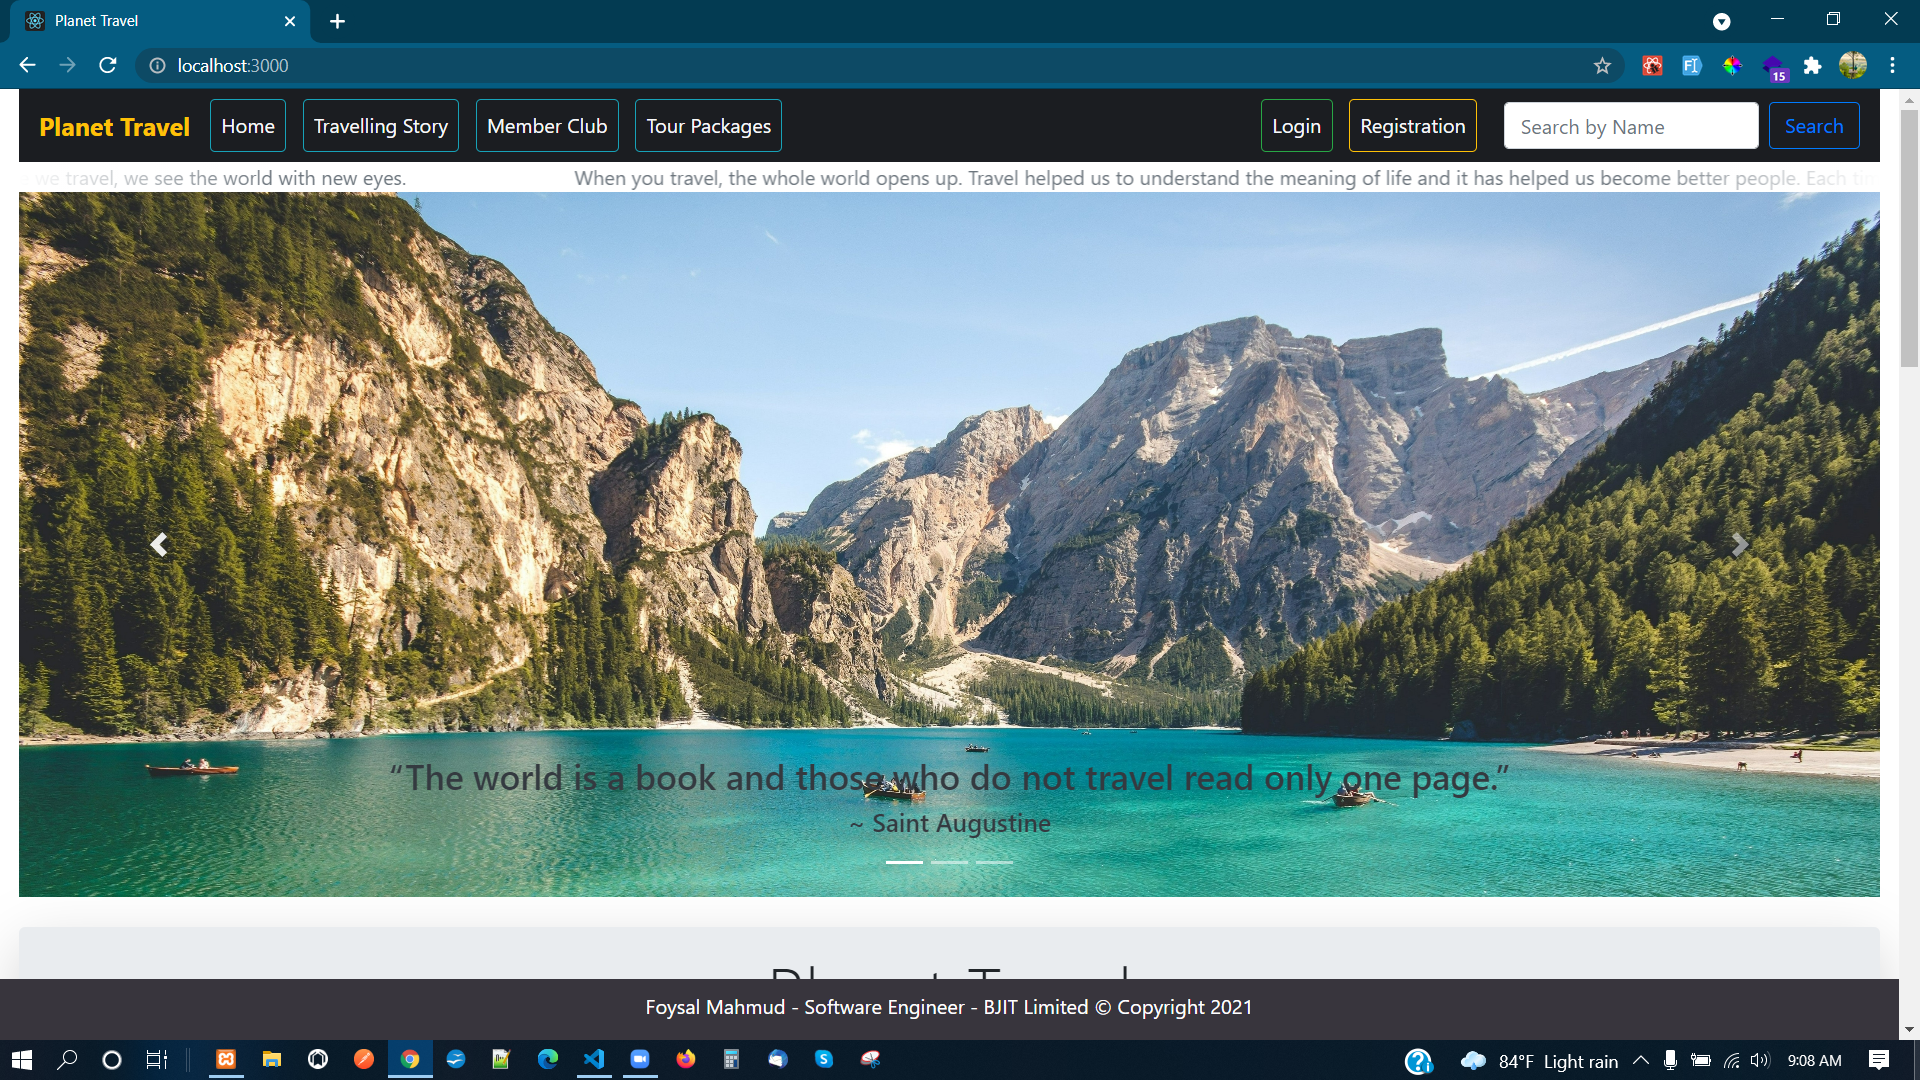 Planet Travel
localhost:3000
15
Planet Travel Home Travelling Story Member Club Tour Packages Login Registration Search by Name Search
we travel, we see the world with new eyes. When you travel, the whole world opens up. Travel helped us to understand the meaning of life and it has helped us become better people. Each
“The world is a book and those who do not travel read only one page.”
~ Saint Augustine
Planet Travel
Foysal Mahmud - Software Engineer - BJIT Limited © Copyright 2021
84°F Light rain 9:08 AM